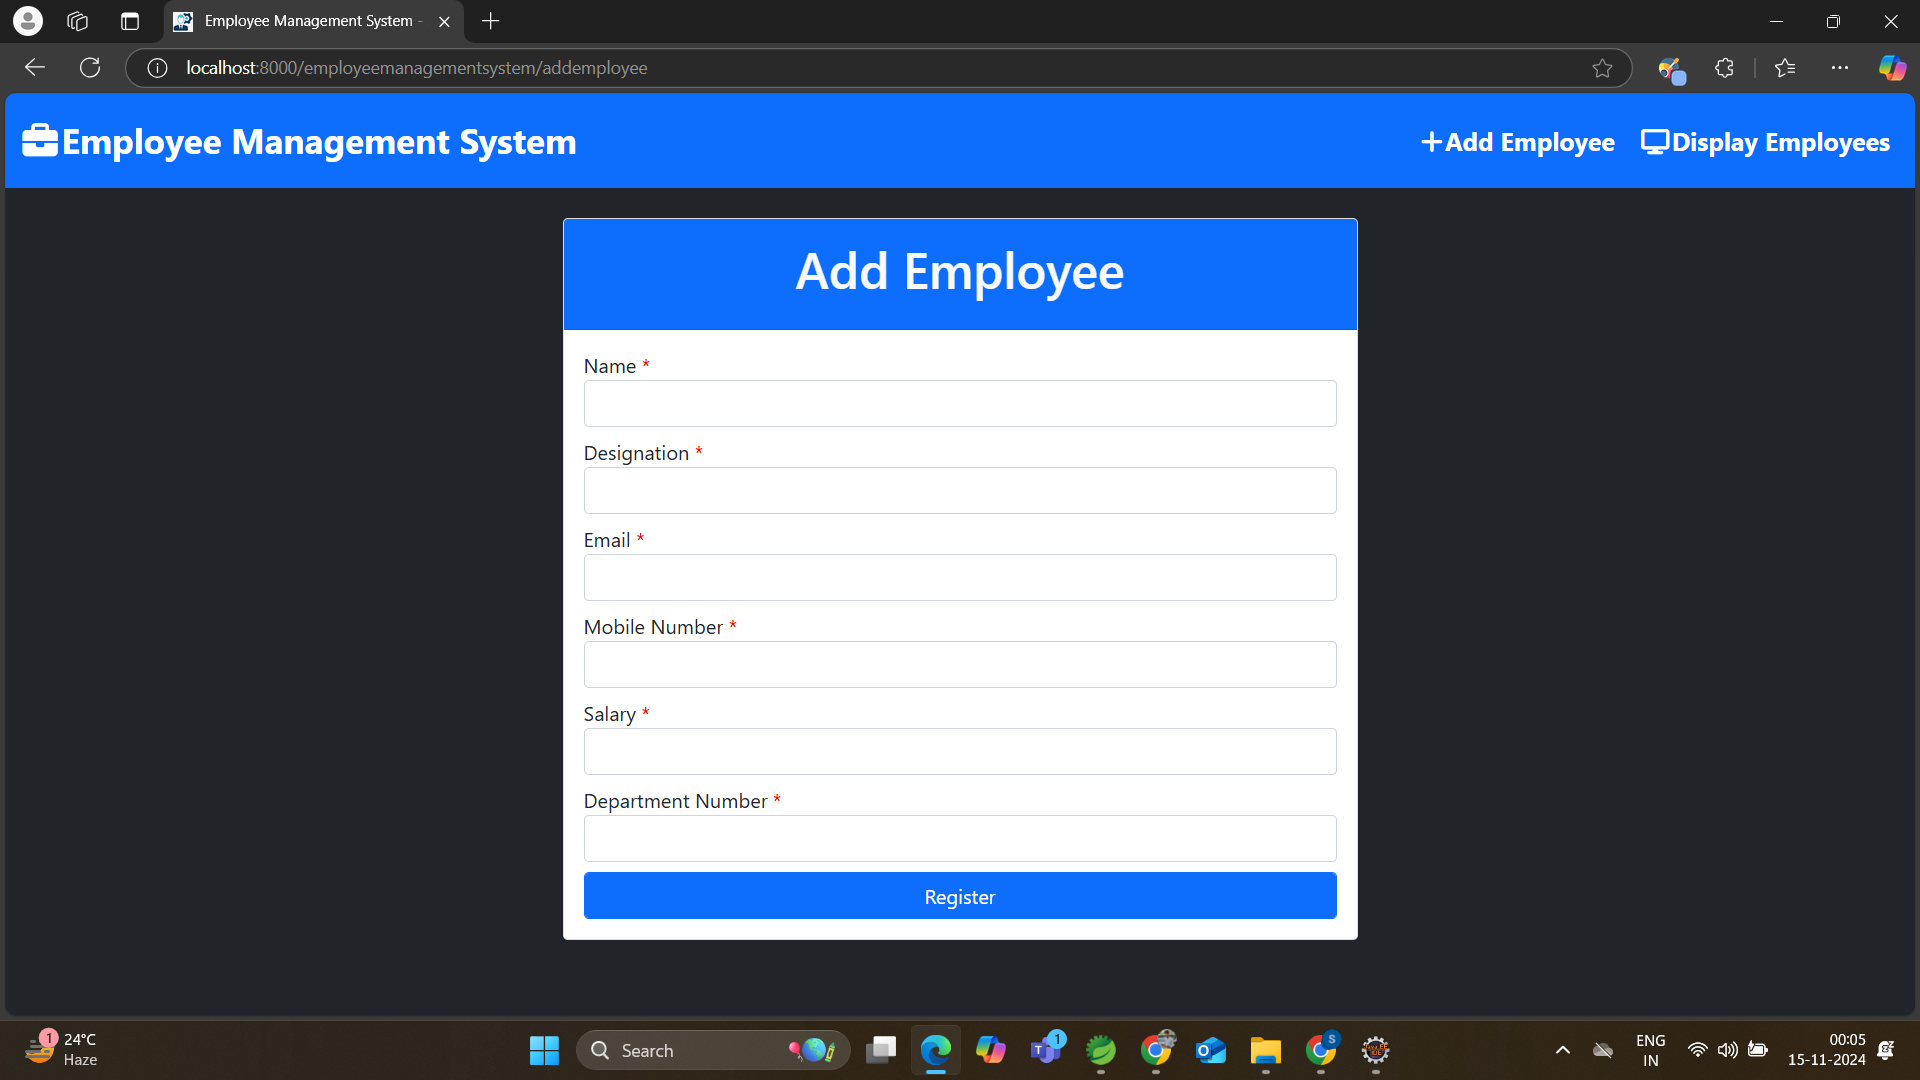 Employee Management System -
localhost:8000/employeemanagementsystem/addemployee
Employee Management System
Add Employee
Display Employees
Add Employee
Name *
Designation *
Email *
Mobile Number *
Salary *
Department Number *
Register
1
24°C
Haze
Search
1
S
ENG
IN
00:05
15-11-2024